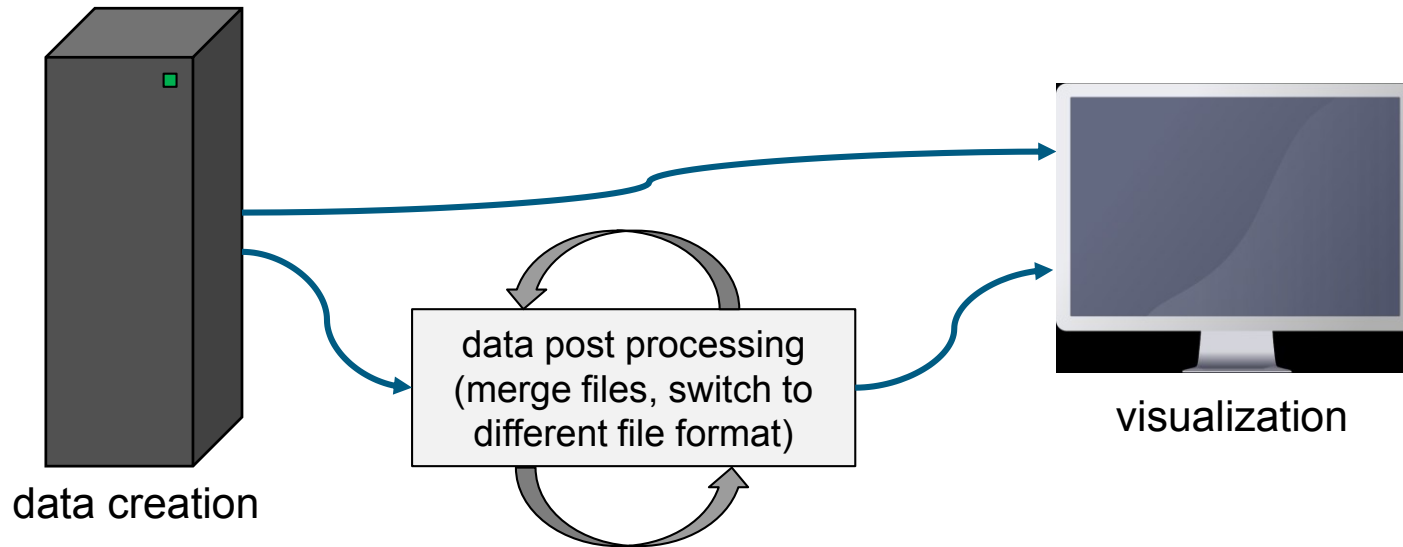 data post processing
(merge files, switch to
different file format)
visualization
data creation